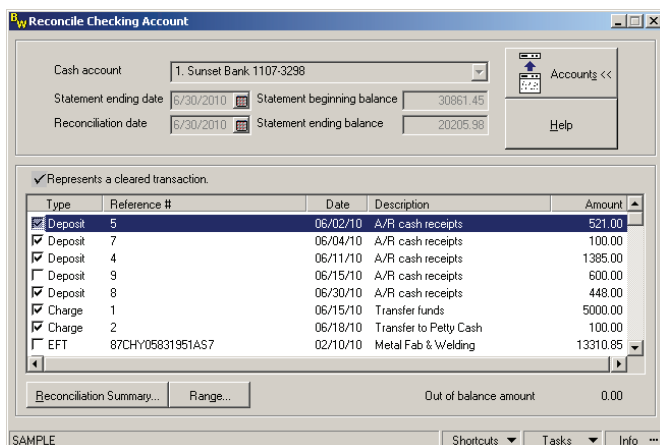 BW Reconcile Checking Account
Cash account 1. Sunset Bank 1107-3298 Accounts <<
Statement ending date 6/30/2010 Statement beginning balance 30861.45
Reconciliation date 6/30/2010 Statement ending balance 20205.98 Help
Represents a cleared transaction.
Type Reference # Date Description Amount
Deposit 5 06/02/10 A/R cash receipts 521.00
Deposit 7 06/04/10 A/R cash receipts 100.00
Deposit 4 06/11/10 A/R cash receipts 1385.00
Deposit 9 06/15/10 A/R cash receipts 600.00
Deposit 8 06/30/10 A/R cash receipts 448.00
Charge 1 06/15/10 Transfer funds 5000.00
Charge 2 06/18/10 Transfer to Petty Cash 100.00
EFT 87CHY05831951AS7 02/10/10 Metal Fab & Welding 13310.85
Reconciliation Summary... Range... Out of balance amount 0.00
SAMPLE Shortcuts Tasks Info ...